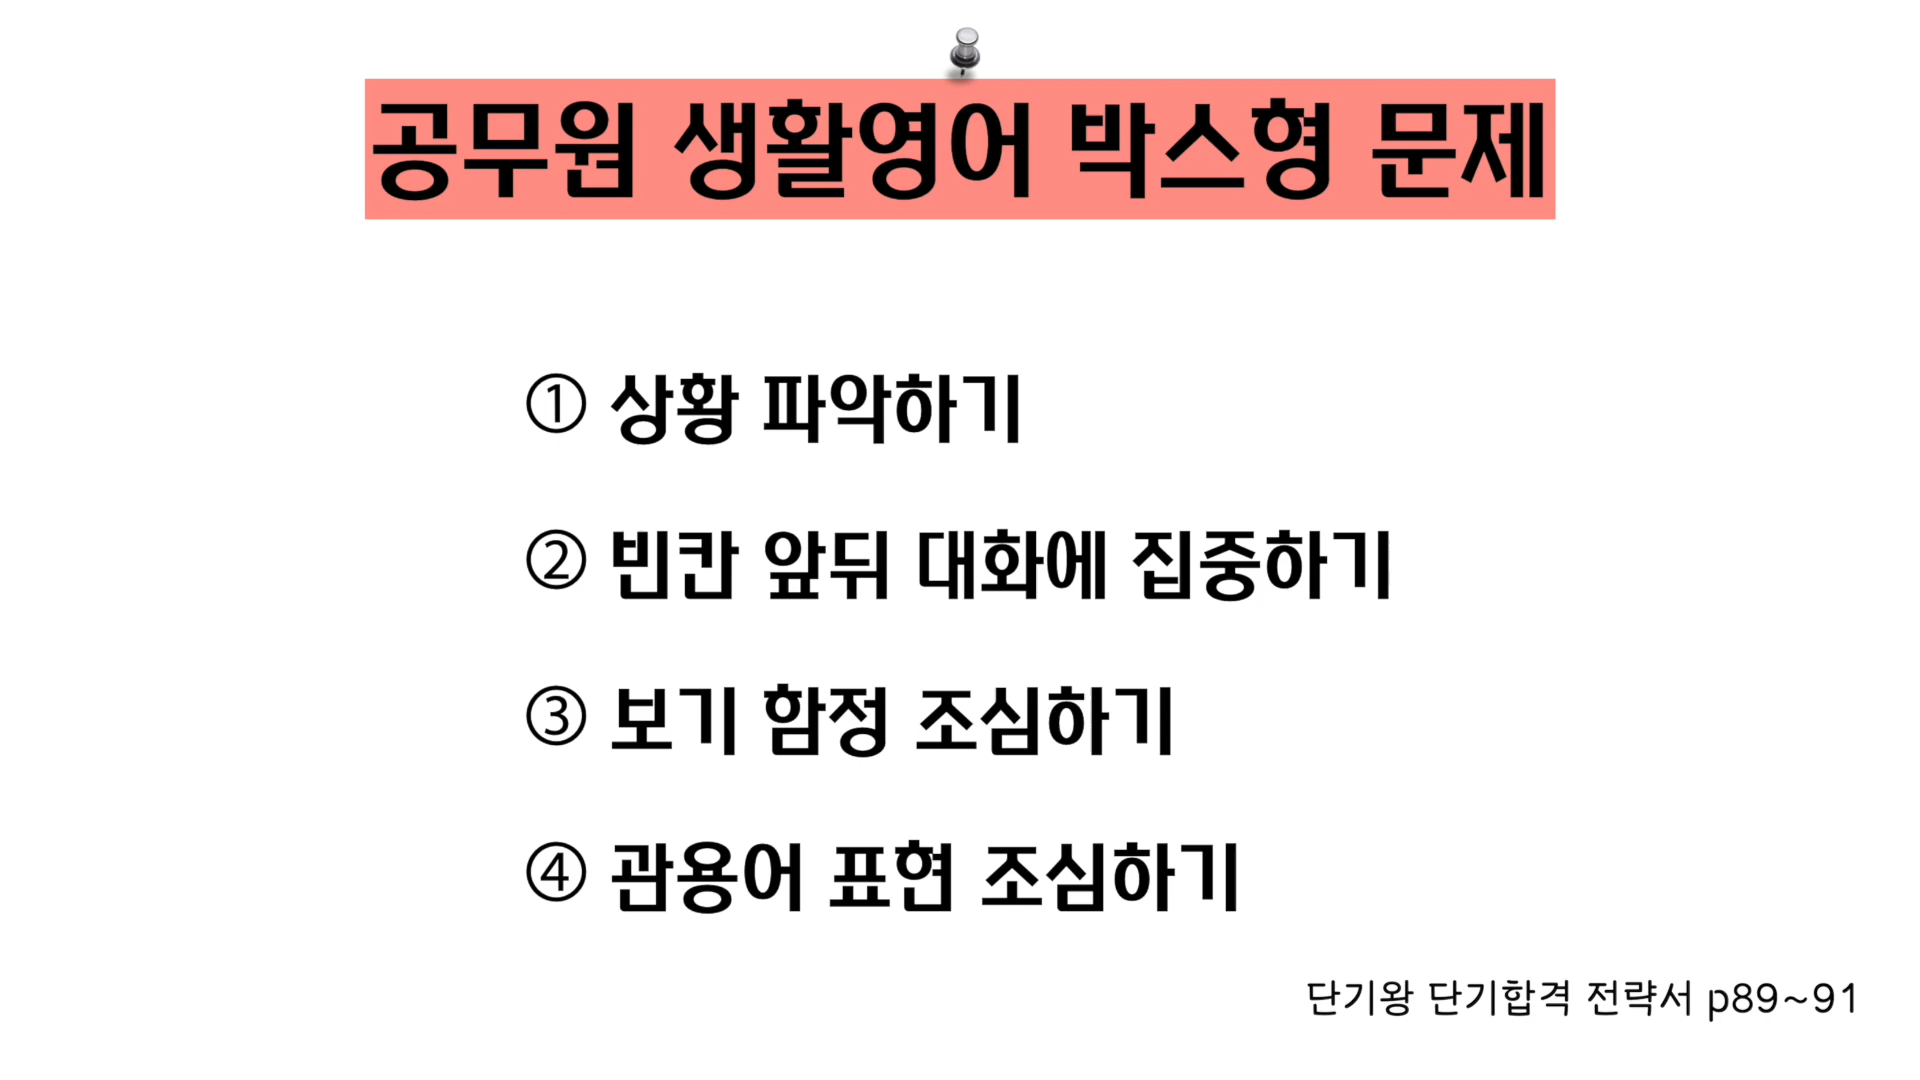 공무원 생활영어 박스형 문제
① 상황 파악하기
② 빈칸 앞뒤 대화에 집중하기
③ 보기 함정 조심하기
④ 관용어 표현 조심하기
단기왕 단기합격 전략서 p89~91